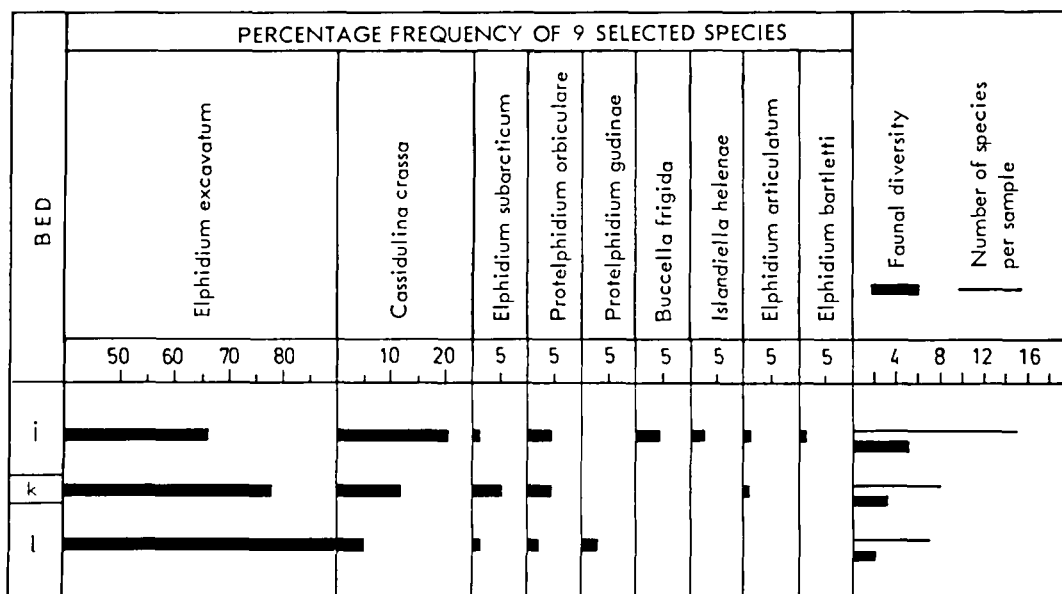 PERCENTAGE FREQUENCY OF 9 SELECTED SPECIES
BED
Elphidium excavatum
Cassidulina crassa
Elphidium subarcticum
Protelphidium orbiculare
Protelphidium gudinae
Buccella frigida
Islandiella helenae
Elphidium articulatum
Elphidium bartletti
Faunal diversity
Number of species
per sample
50 60 70 80 10 20 5 5 5 5 5 5 5 4 8 12 16
i
k
l